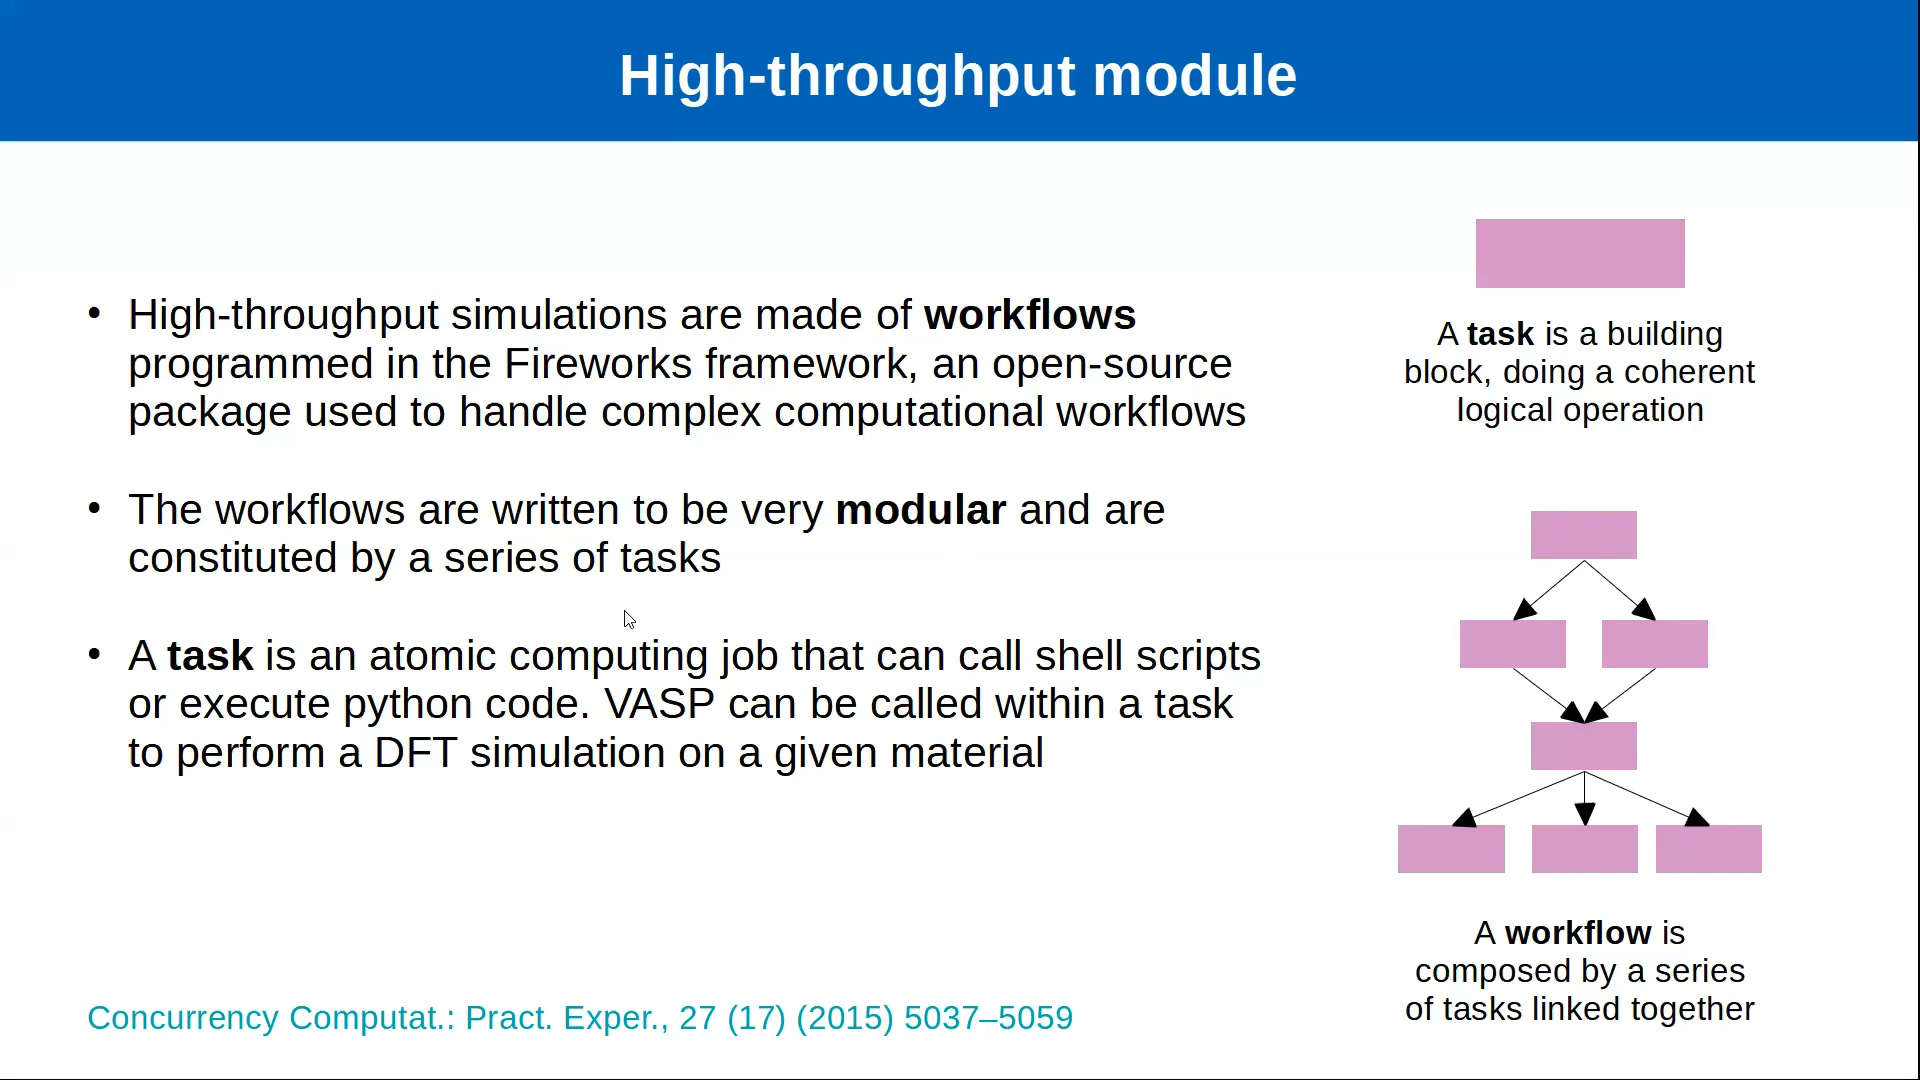 High-throughput module
• High-throughput simulations are made of workflows
programmed in the Fireworks framework, an open-source
package used to handle complex computational workflows
• The workflows are written to be very modular and are
constituted by a series of tasks
• A task is an atomic computing job that can call shell scripts
or execute python code. VASP can be called within a task
to perform a DFT simulation on a given material
Concurrency Computat.: Pract. Exper., 27 (17) (2015) 5037–5059
A task is a building
block, doing a coherent
logical operation
A workflow is
composed by a series
of tasks linked together